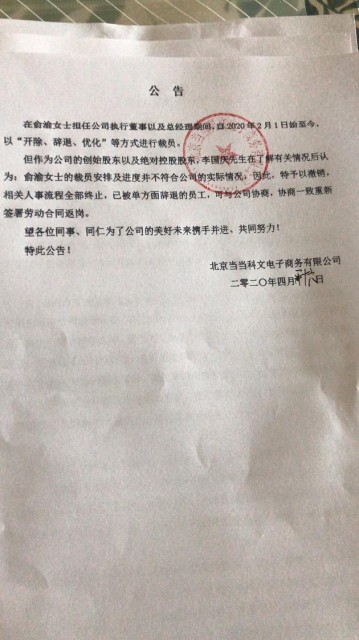 公 告
在俞渝女士担任公司执行董事以及总经理期间，自2020年2月1日始至今，
以“开除、辞退、优化”等方式进行裁员。
但作为公司的创始股东以及绝对控股股东，李国庆先生在了解有关情况后认
为：俞渝女士的裁员安排及进度并不符合公司的实际情况，因此，特予以撤销，
相关人事流程全部终止，已被单方面辞退的员工，可与公司协商，协商一致重新
签署劳动合同返岗。
望各位同事、同仁为了公司的美好未来携手并进、共同努力！
特此公告！
北京当当科文电子商务有限公司
二零二〇年四月 日